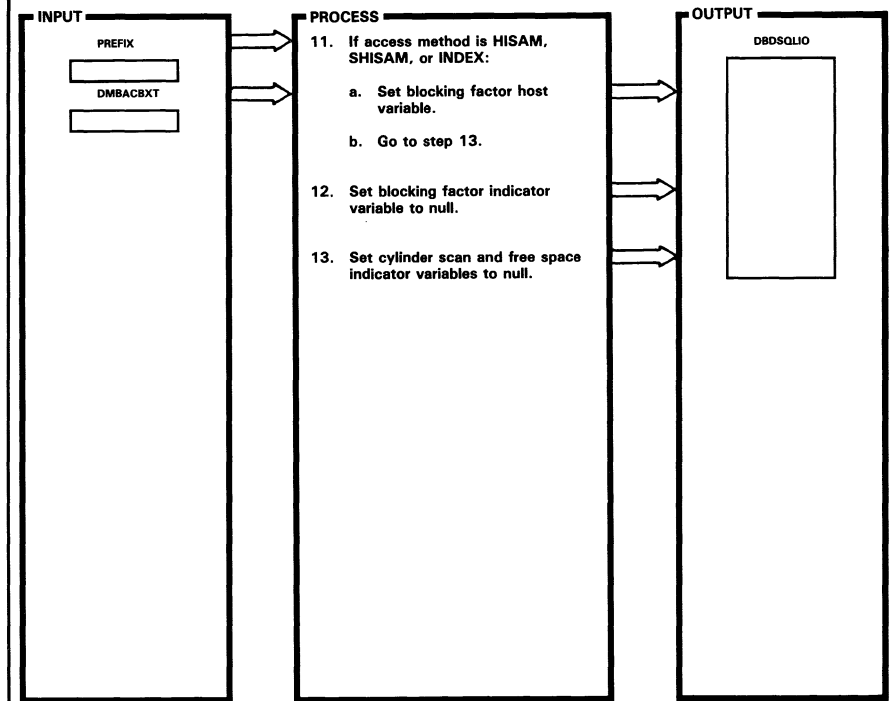 INPUT
PREFIX
DMBACBXT
PROCESS
11. If access method is HISAM,
SHISAM, or INDEX:
a. Set blocking factor host
variable.
b. Go to step 13.
12. Set blocking factor indicator
variable to null.
13. Set cylinder scan and free space
indicator variables to null.
OUTPUT
DBDSQLIO